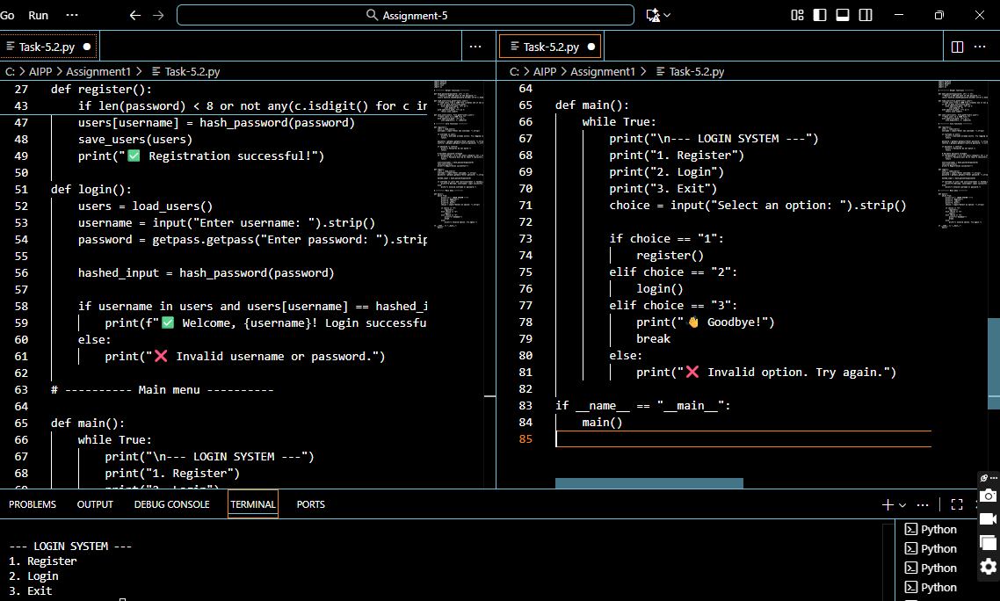 Go Run ···
Assignment-5
Task-5.2.py
C: > AIPP > Assignment1 > Task-5.2.py
27 def register():
43 if len(password) < 8 or not any(c.isdigit() for c in
47 users[username] = hash_password(password)
48 save_users(users)
49 print("✅ Registration successful!")
50
51 def login():
52 users = load_users()
53 username = input("Enter username: ").strip()
54 password = getpass.getpass("Enter password: ").strip
55
56 hashed_input = hash_password(password)
57
58 if username in users and users[username] == hashed_i
59 print(f"✅ Welcome, {username}! Login successfu
60 else:
61 print("❌ Invalid username or password.")
62
63 # ---------- Main menu ----------
64
65 def main():
66 while True:
67 print("\n--- LOGIN SYSTEM ---")
68 print("1. Register")
Task-5.2.py
C: > AIPP > Assignment1 > Task-5.2.py
64
65 def main():
66 while True:
67 print("\n--- LOGIN SYSTEM ---")
68 print("1. Register")
69 print("2. Login")
70 print("3. Exit")
71 choice = input("Select an option: ").strip()
72
73 if choice == "1":
74 register()
75 elif choice == "2":
76 login()
77 elif choice == "3":
78 print("👋 Goodbye!")
79 break
80 else:
81 print("❌ Invalid option. Try again.")
82
83 if __name__ == "__main__":
84 main()
85
PROBLEMS OUTPUT DEBUG CONSOLE TERMINAL PORTS
--- LOGIN SYSTEM ---
1. Register
2. Login
3. Exit
Python
Python
Python
Python